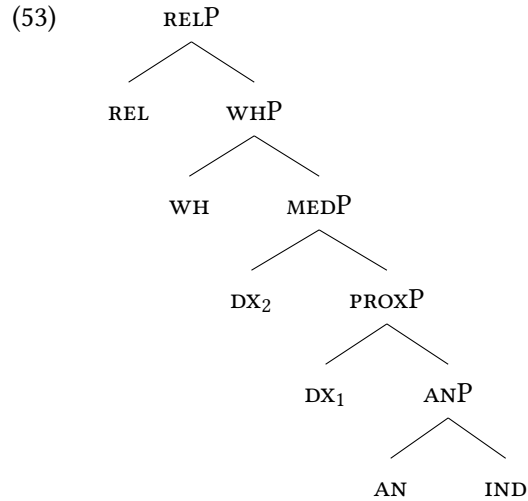 (53) RELP
REL WHP
WH MEDP
DX₂ PROXP
DX₁ ANP
AN IND